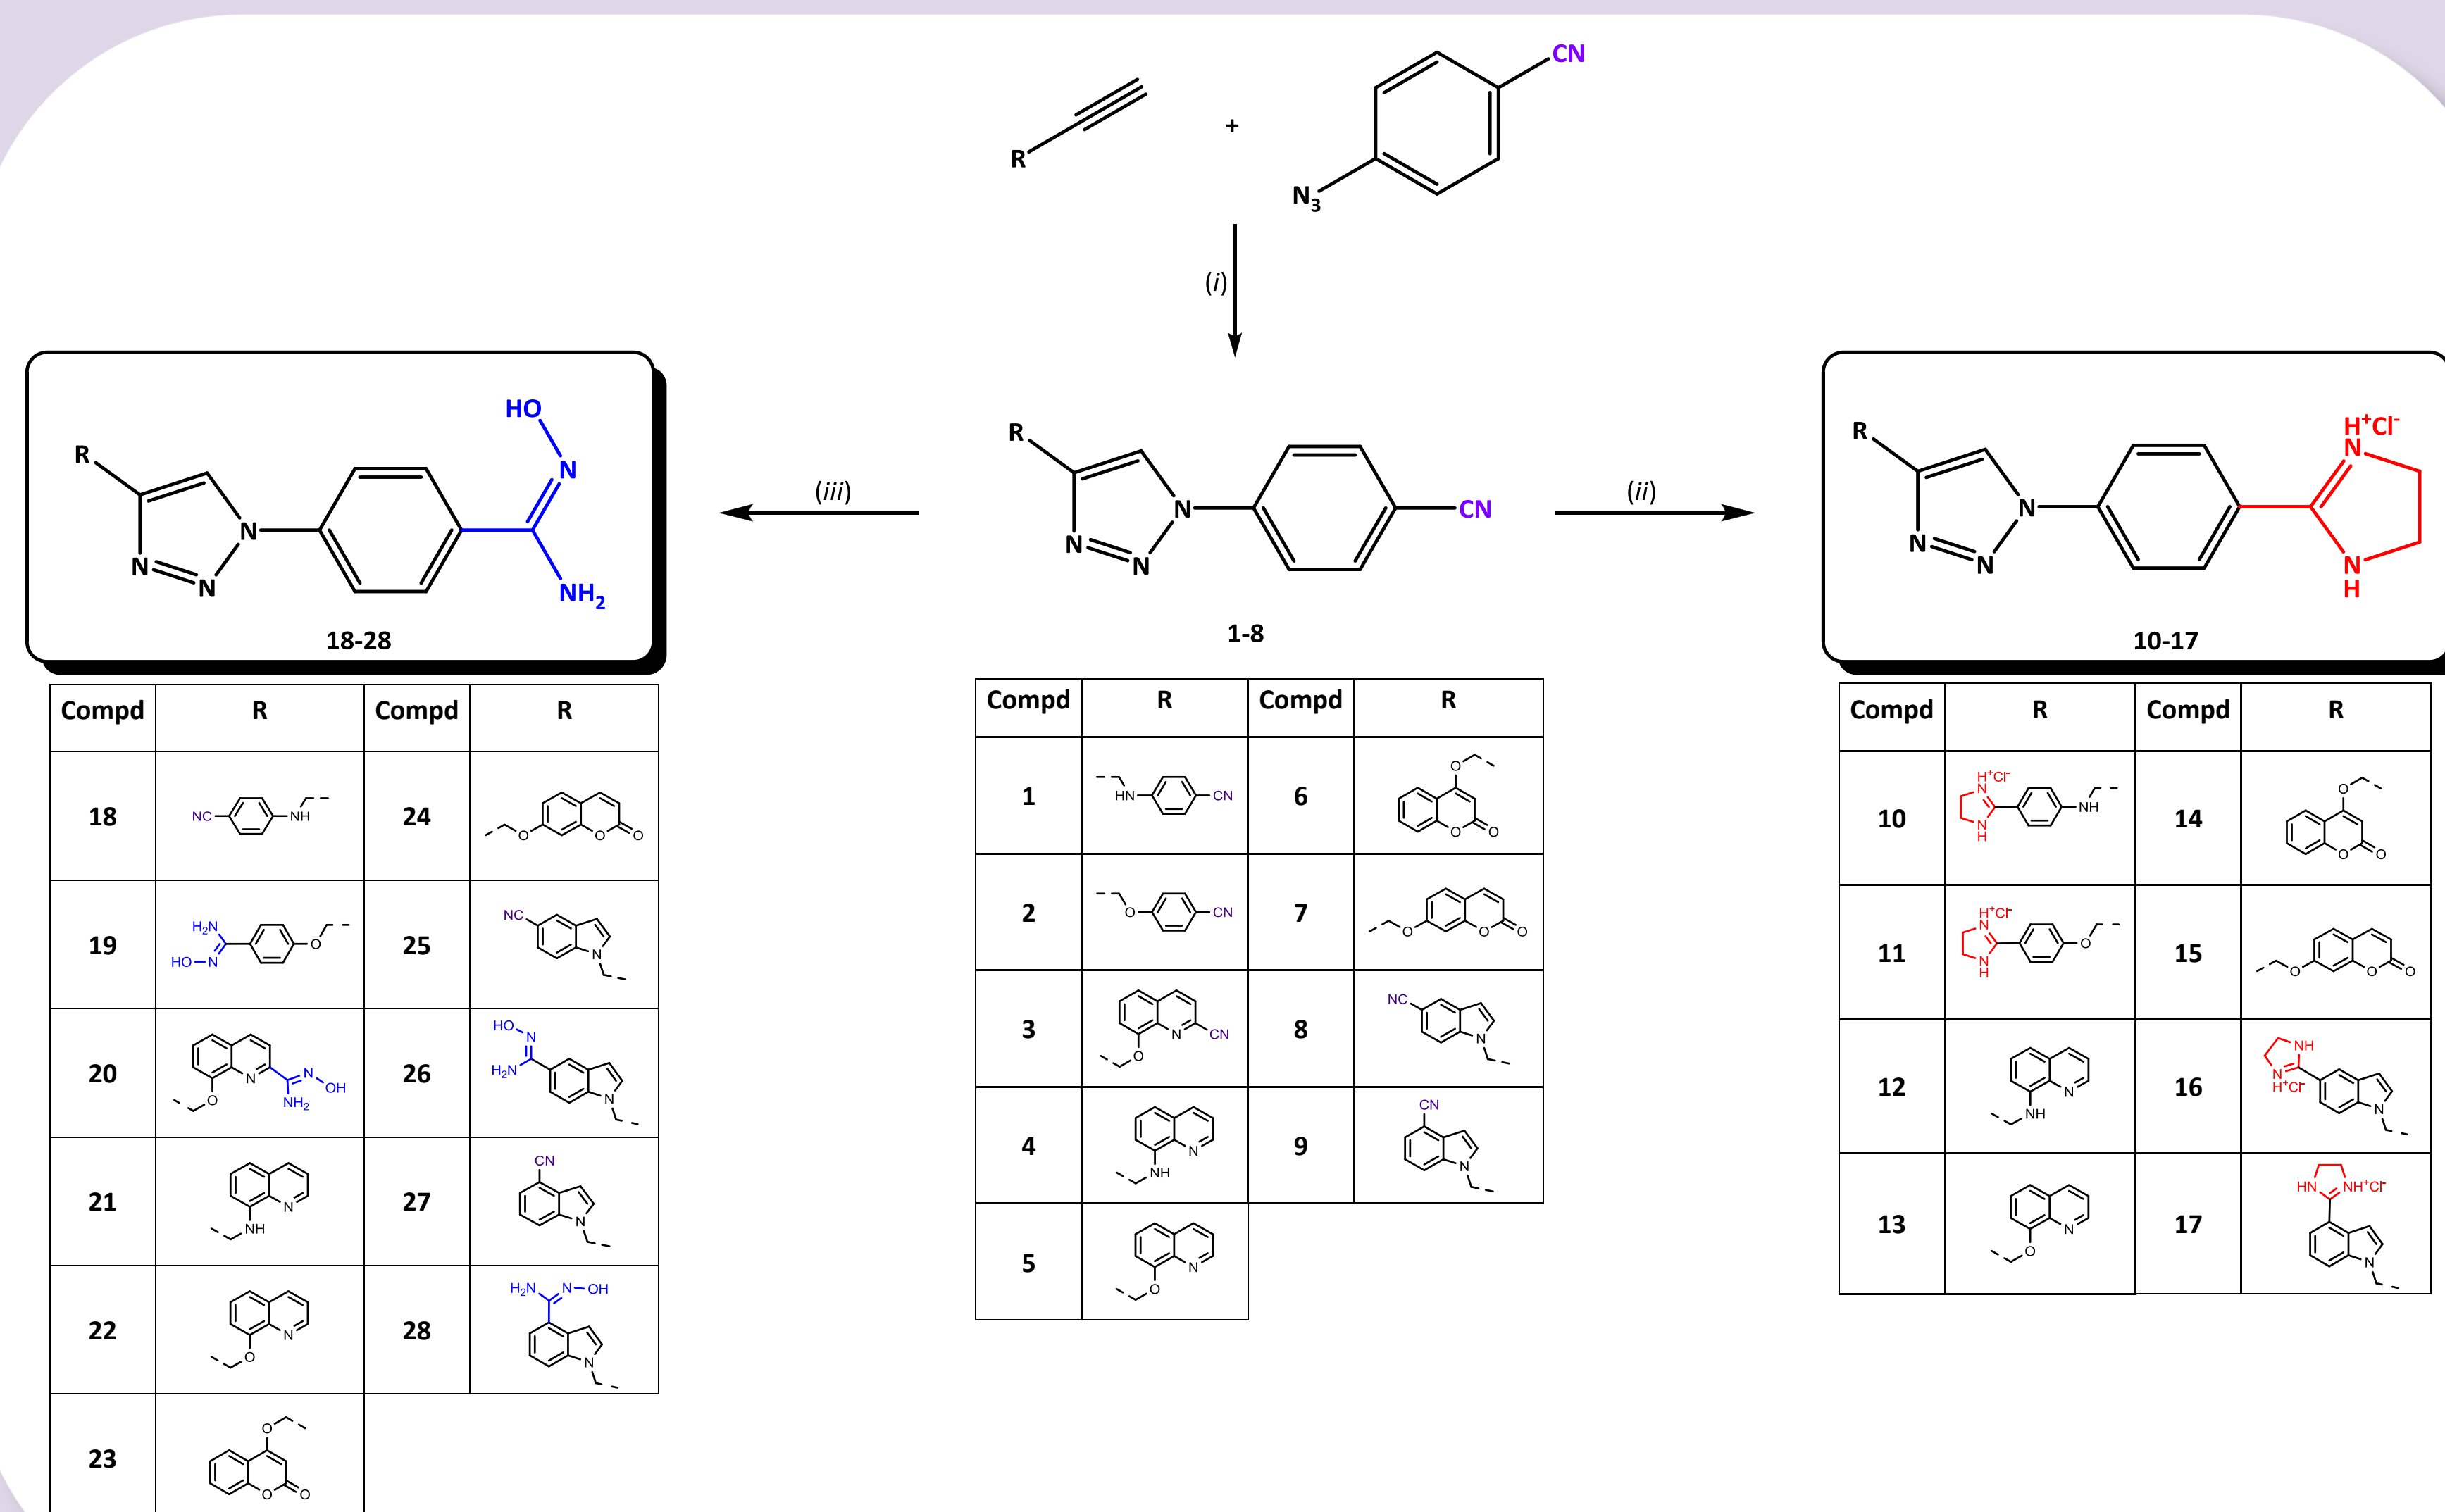 R
+
CN
N3
(i)
HO
R
N
N
N
N
NH2
18-28
(iii)
R
N
N
N
CN
1-8
(ii)
R
N
N
N
H+Cl-
N
N
H
10-17
Compd R Compd R
18 NC NH 24 O O O
19 H2N HO N O 25 NC N
20 N N OH NH2 O 26 HO N H2N N
21 N NH 27 CN N
22 N O 28 H2N N OH N
23 O O O
Compd R Compd R
1 HN CN 6 O O O
2 O CN 7 O O O
3 N CN O 8 NC N
4 N NH 9 CN N
5 N O
Compd R Compd R
10 H+Cl- N N H NH 14 O O O
11 H+Cl- N N H O 15 O O O
12 N NH 16 NH N H+Cl- N
13 N O 17 HN NH+Cl- N